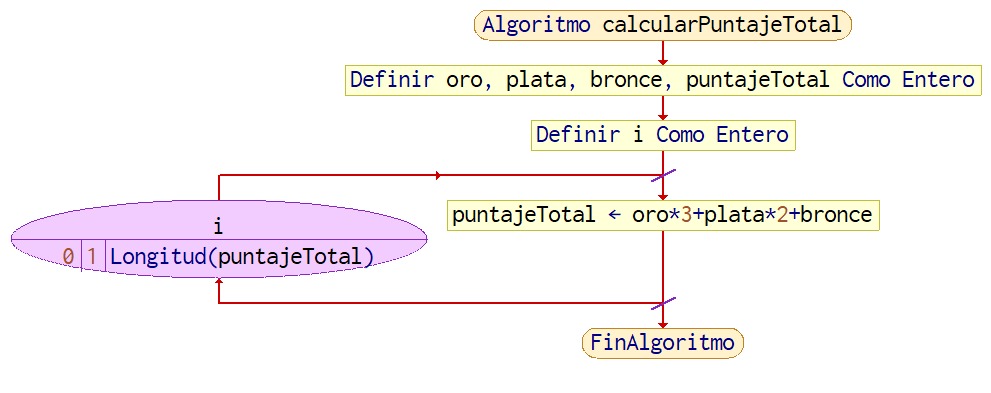 Algoritmo calcularPuntajeTotal
Definir oro, plata, bronce, puntajeTotal Como Entero
Definir i Como Entero
puntajeTotal ← oro*3+plata*2+bronce
i
0 1 Longitud(puntajeTotal)
FinAlgoritmo